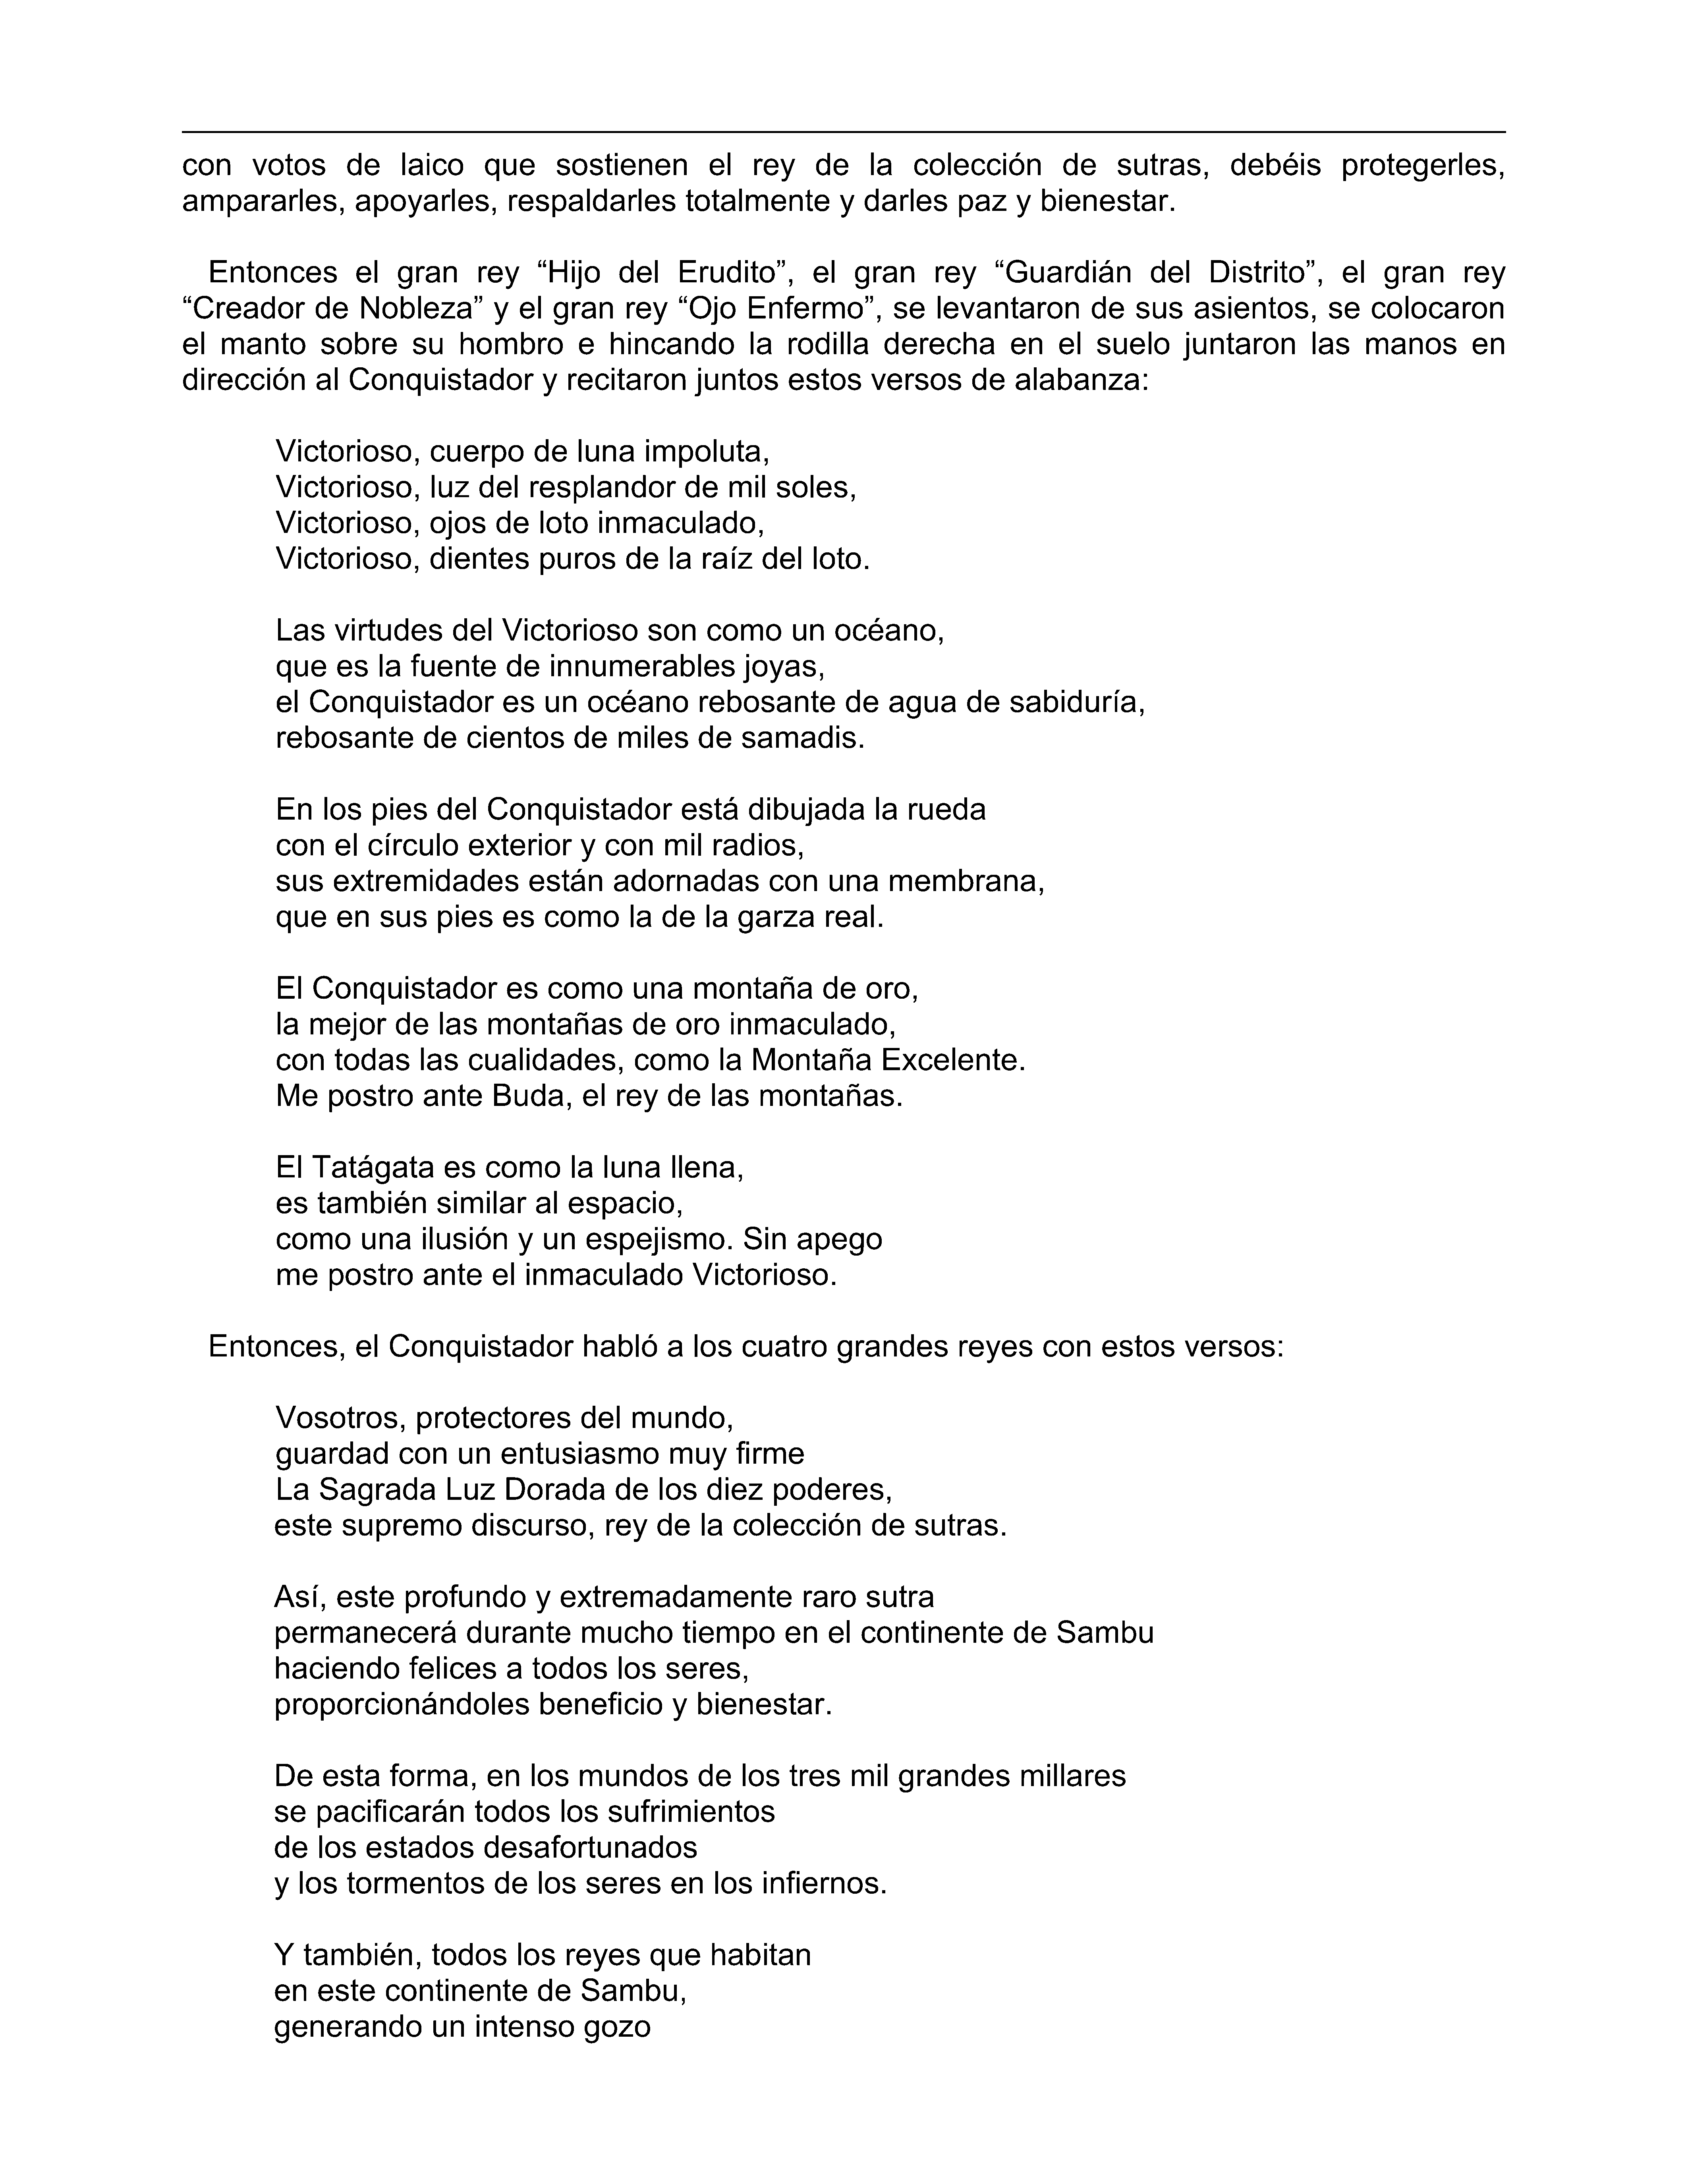 con votos de laico que sostienen el rey de la colección de sutras, debéis protegerles,
ampararles, apoyarles, respaldarles totalmente y darles paz y bienestar.
Entonces el gran rey “Hijo del Erudito”, el gran rey “Guardián del Distrito”, el gran rey
“Creador de Nobleza” y el gran rey “Ojo Enfermo”, se levantaron de sus asientos, se colocaron
el manto sobre su hombro e hincando la rodilla derecha en el suelo juntaron las manos en
dirección al Conquistador y recitaron juntos estos versos de alabanza:
Victorioso, cuerpo de luna impoluta,
Victorioso, luz del resplandor de mil soles,
Victorioso, ojos de loto inmaculado,
Victorioso, dientes puros de la raíz del loto.
Las virtudes del Victorioso son como un océano,
que es la fuente de innumerables joyas,
el Conquistador es un océano rebosante de agua de sabiduría,
rebosante de cientos de miles de samadis.
En los pies del Conquistador está dibujada la rueda
con el círculo exterior y con mil radios,
sus extremidades están adornadas con una membrana,
que en sus pies es como la de la garza real.
El Conquistador es como una montaña de oro,
la mejor de las montañas de oro inmaculado,
con todas las cualidades, como la Montaña Excelente.
Me postro ante Buda, el rey de las montañas.
El Tatágata es como la luna llena,
es también similar al espacio,
como una ilusión y un espejismo. Sin apego
me postro ante el inmaculado Victorioso.
Entonces, el Conquistador habló a los cuatro grandes reyes con estos versos:
Vosotros, protectores del mundo,
guardad con un entusiasmo muy firme
La Sagrada Luz Dorada de los diez poderes,
este supremo discurso, rey de la colección de sutras.
Así, este profundo y extremadamente raro sutra
permanecerá durante mucho tiempo en el continente de Sambu
haciendo felices a todos los seres,
proporcionándoles beneficio y bienestar.
De esta forma, en los mundos de los tres mil grandes millares
se pacificarán todos los sufrimientos
de los estados desafortunados
y los tormentos de los seres en los infiernos.
Y también, todos los reyes que habitan
en este continente de Sambu,
generando un intenso gozo